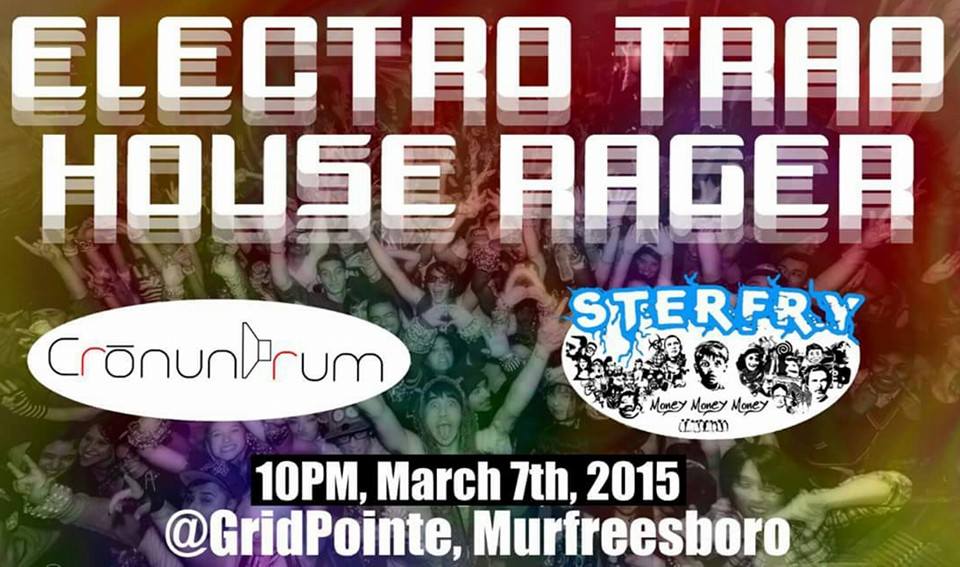 ELECTRO TRAP
HOUSE RAGER
Crōnundrum
STERFRY
Money Money Money
10PM, March 7th, 2015
@GridPointe, Murfreesboro